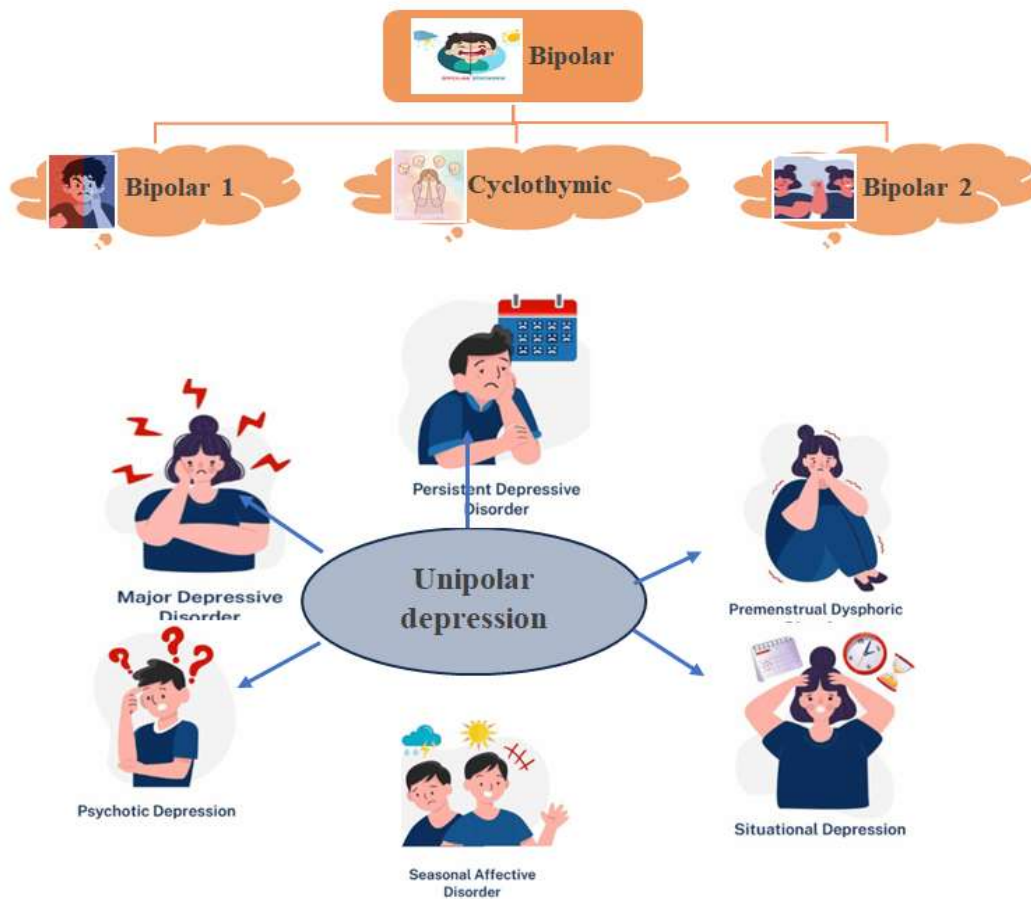 Bipolar
Bipolar 1
Cyclothymic
Bipolar 2
Persistent Depressive
Disorder
Unipolar
depression
Major Depressive
Disorder
Premenstrual Dysphoric
Psychotic Depression
Situational Depression
Seasonal Affective
Disorder